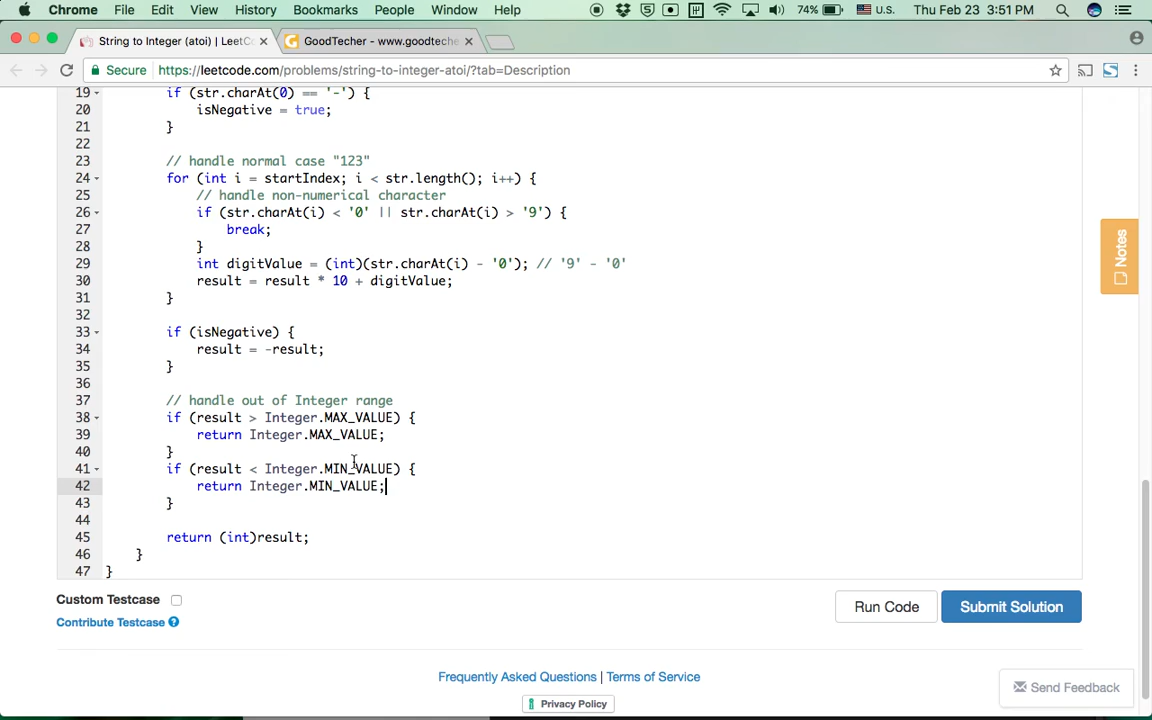 Chrome File Edit View History Bookmarks People Window Help 74% U.S. Thu Feb 23 3:51 PM
String to Integer (atoi) | LeetCo GoodTecher - www.goodteche
Secure https://leetcode.com/problems/string-to-integer-atoi/?tab=Description
19 if (str.charAt(0) == '-') {
20 isNegative = true;
21 }
22
23 // handle normal case "123"
24 for (int i = startIndex; i < str.length(); i++) {
25 // handle non-numerical character
26 if (str.charAt(i) < '0' || str.charAt(i) > '9') {
27 break;
28 }
29 int digitValue = (int)(str.charAt(i) - '0'); // '9' - '0'
30 result = result * 10 + digitValue;
31 }
32
33 if (isNegative) {
34 result = -result;
35 }
36
37 // handle out of Integer range
38 if (result > Integer.MAX_VALUE) {
39 return Integer.MAX_VALUE;
40 }
41 if (result < Integer.MIN_VALUE) {
42 return Integer.MIN_VALUE;
43 }
44
45 return (int)result;
46 }
47 }
Notes
Custom Testcase
Run Code Submit Solution
Contribute Testcase
Frequently Asked Questions | Terms of Service
Send Feedback
Privacy Policy